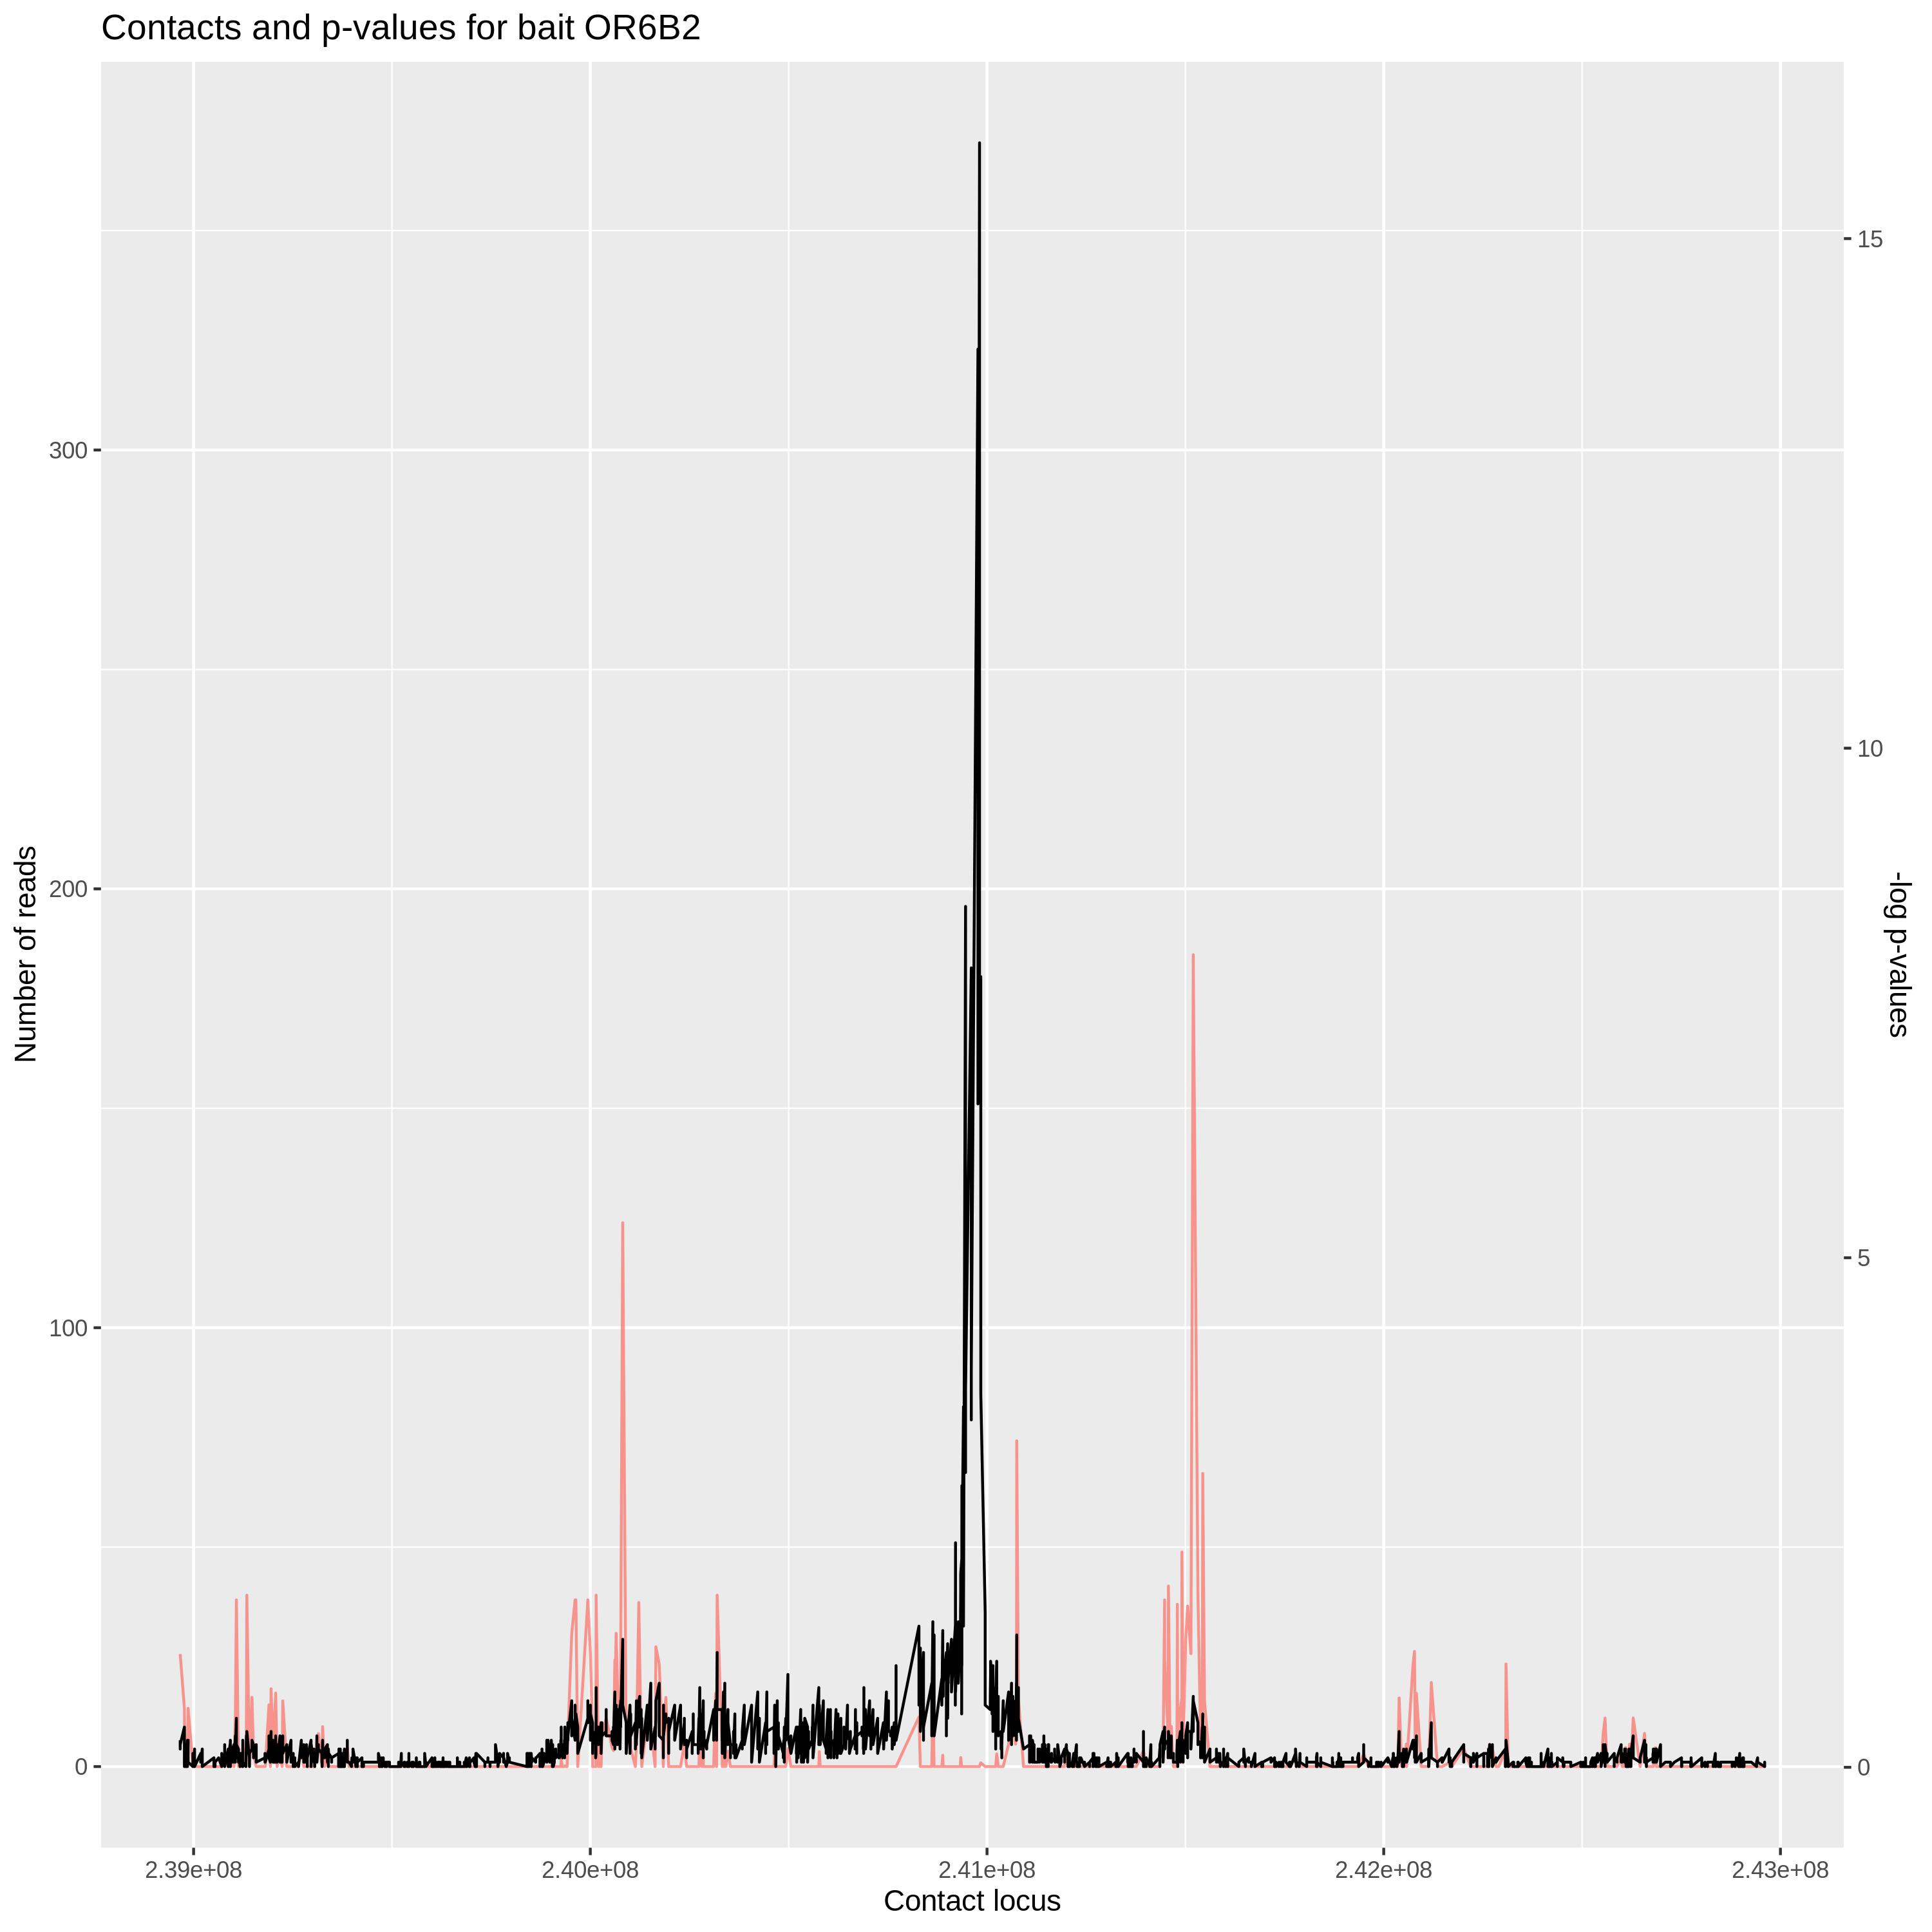 Contacts and p-values for bait OR6B2
Number of reads
300
200
100
0
15
10
5
0
-log p-values
2.39e+08
2.40e+08
2.41e+08
2.42e+08
2.43e+08
Contact locus